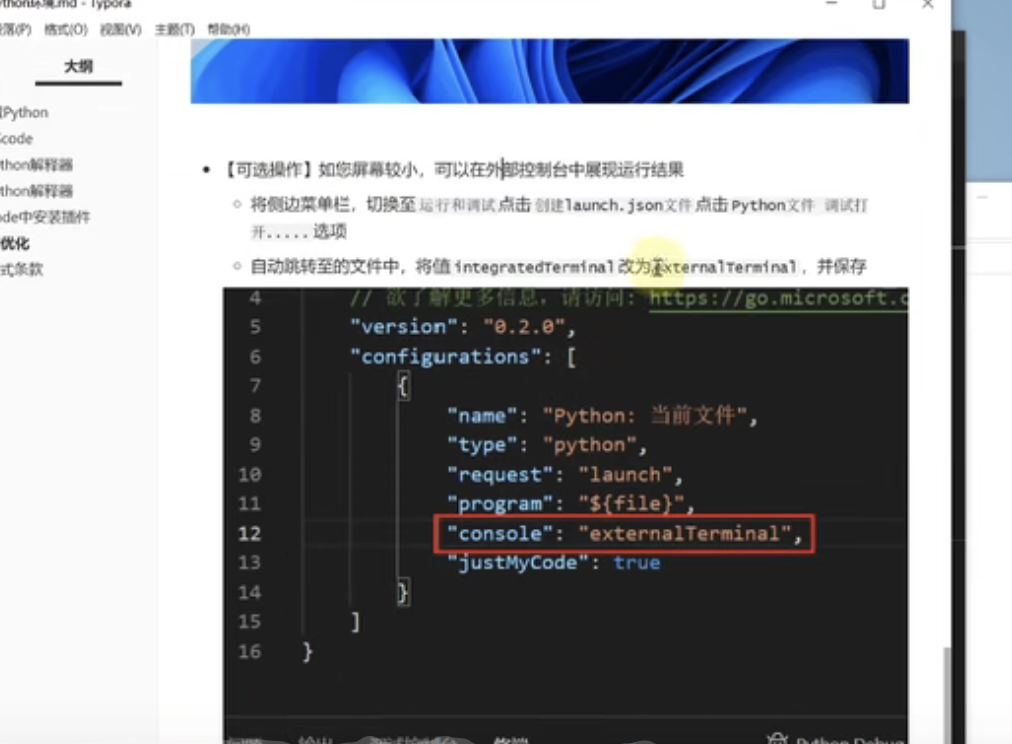 ython环境.md - Typora
段落(P) 格式(O) 视图(V) 主题(T) 帮助(H)
大纲
Python
Scode
thon解释器
thon解释器
ode中安装插件
优化
式条款
【可选操作】如您屏幕较小，可以在外部控制台中展现运行结果
将侧边菜单栏，切换至 运行和调试 点击 创建launch.json文件 点击 Python文件 调试打
开..... 选项
自动跳转至的文件中，将值 integratedTerminal 改为 externalTerminal ，并保存
4 // 欲了解更多信息，请访问: https://go.microsoft.c
5 "version": "0.2.0",
6 "configurations": [
7 {
8 "name": "Python: 当前文件",
9 "type": "python",
10 "request": "launch",
11 "program": "${file}",
12 "console": "externalTerminal",
13 "justMyCode": true
14 }
15 ]
16 }
Python Debug